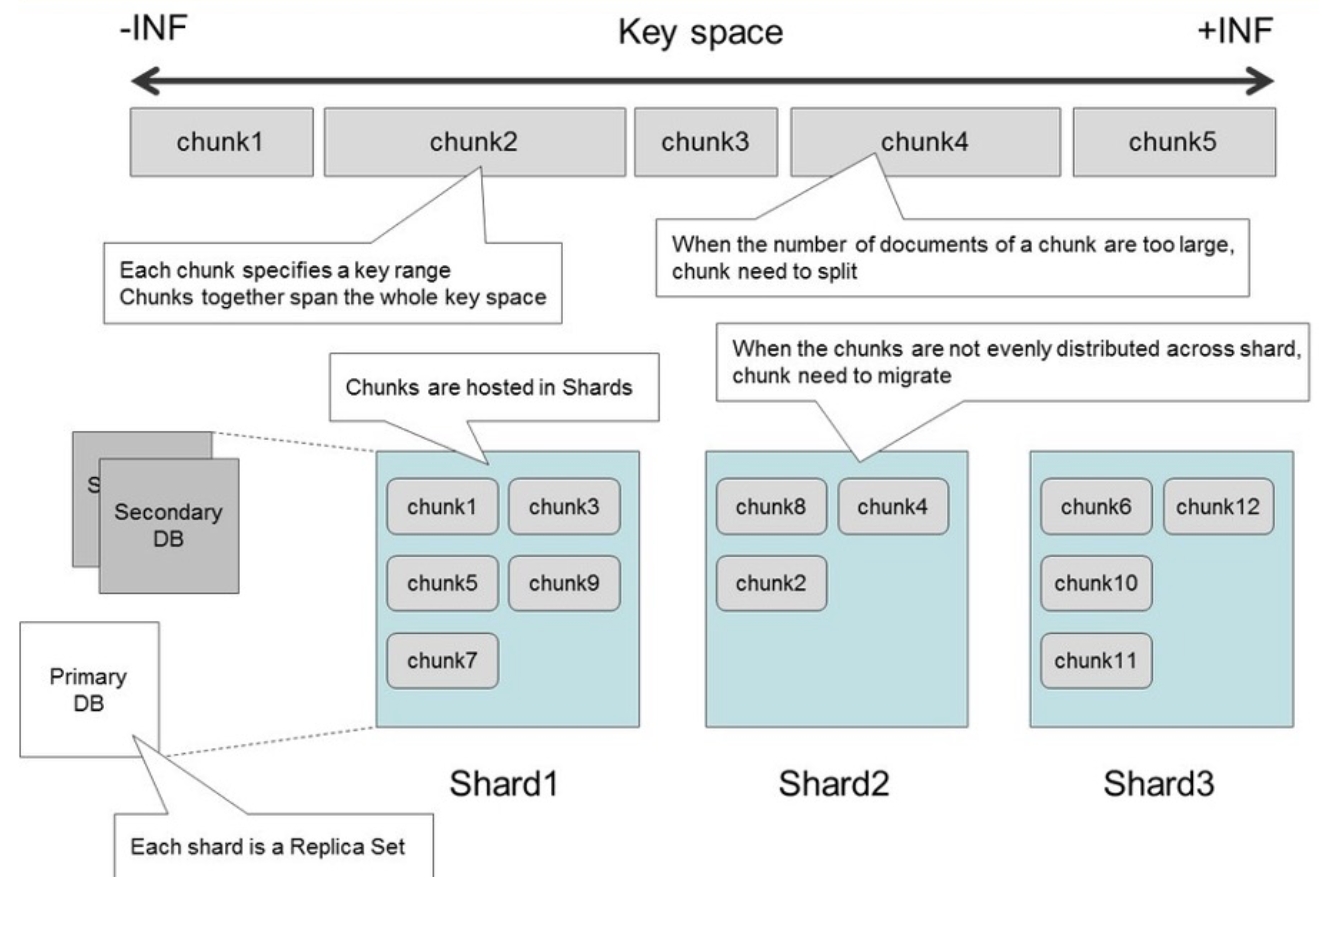 -INF
Key space
+INF
chunk1
chunk2
chunk3
chunk4
chunk5
Each chunk specifies a key range
Chunks together span the whole key space
When the number of documents of a chunk are too large,
chunk need to split
When the chunks are not evenly distributed across shard,
chunk need to migrate
Chunks are hosted in Shards
S
Secondary
DB
Primary
DB
chunk1
chunk3
chunk5
chunk9
chunk7
chunk8
chunk4
chunk2
chunk6
chunk12
chunk10
chunk11
Shard1
Shard2
Shard3
Each shard is a Replica Set